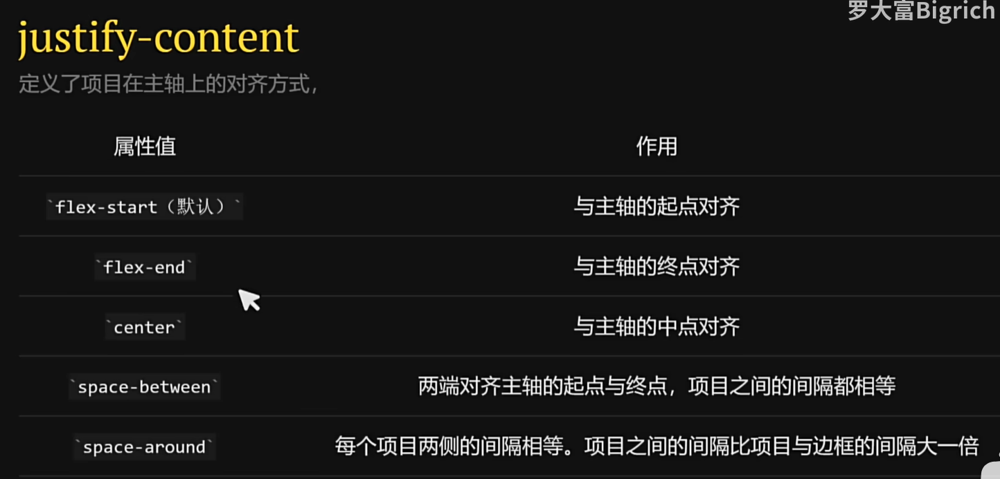 罗大富Bigrich
justify-content
定义了项目在主轴上的对齐方式，
属性值 作用
`flex-start（默认）` 与主轴的起点对齐
`flex-end` 与主轴的终点对齐
`center` 与主轴的中点对齐
`space-between` 两端对齐主轴的起点与终点，项目之间的间隔都相等
`space-around` 每个项目两侧的间隔相等。项目之间的间隔比项目与边框的间隔大一倍